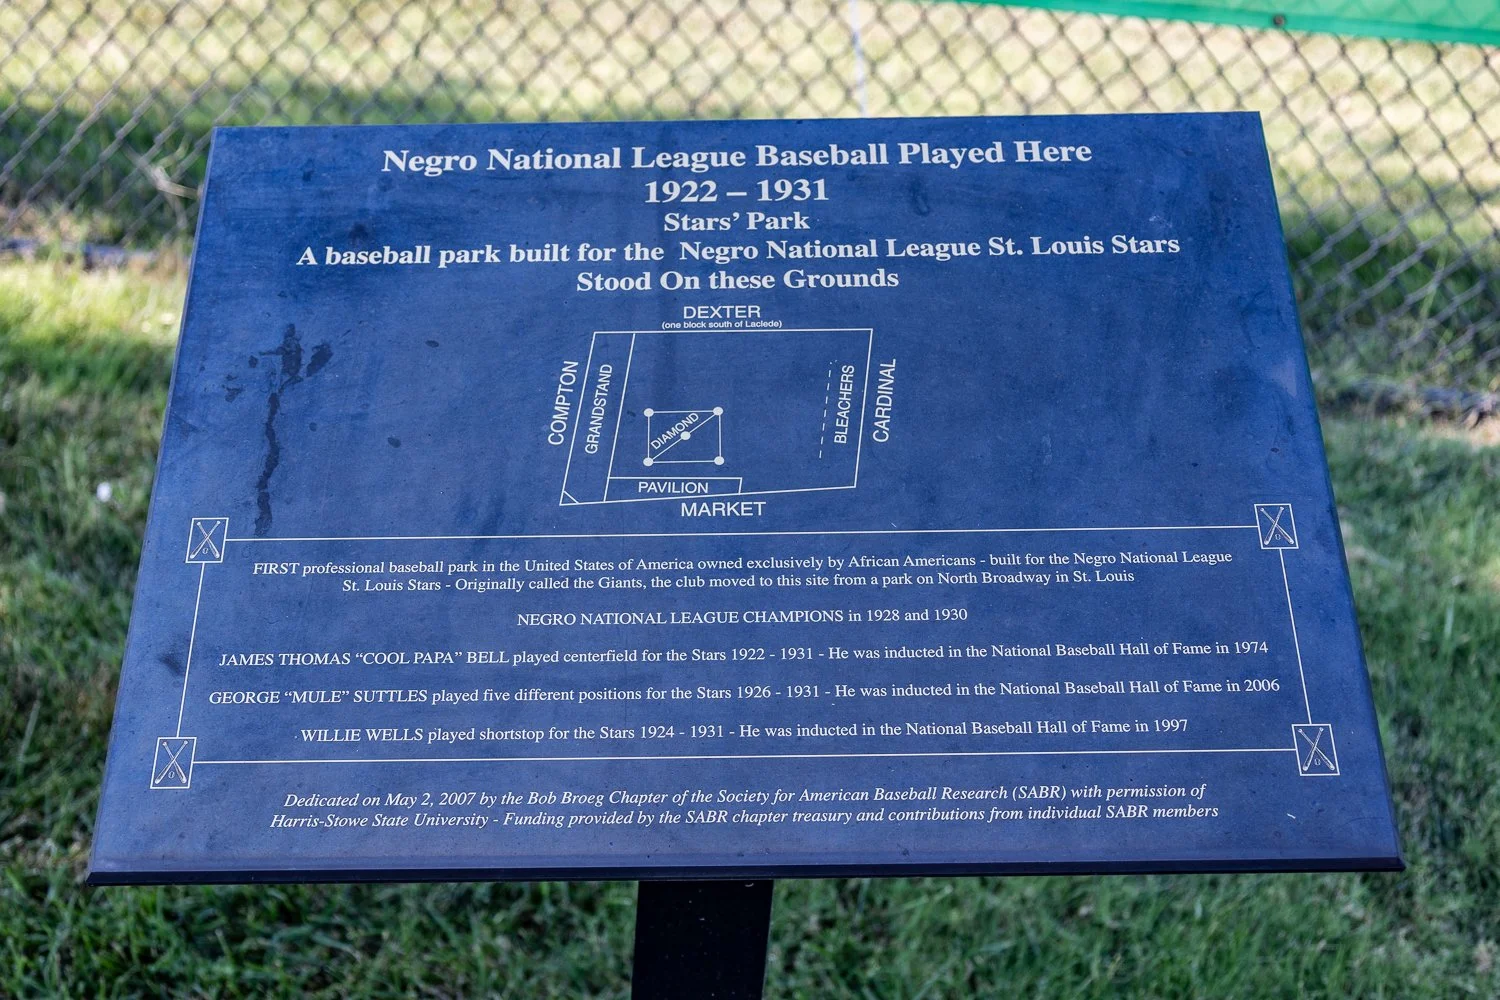 Negro National League Baseball Played Here
1922 – 1931
Stars' Park
A baseball park built for the Negro National League St. Louis Stars
Stood On these Grounds
DEXTER
(one block south of Laclede)
COMPTON
GRANDSTAND
DIAMOND
BLEACHERS
CARDINAL
PAVILION
MARKET
FIRST professional baseball park in the United States of America owned exclusively by African Americans - built for the Negro National League
St. Louis Stars - Originally called the Giants, the club moved to this site from a park on North Broadway in St. Louis
NEGRO NATIONAL LEAGUE CHAMPIONS in 1928 and 1930
JAMES THOMAS “COOL PAPA” BELL played centerfield for the Stars 1922 - 1931 - He was inducted in the National Baseball Hall of Fame in 1974
GEORGE “MULE” SUTTLES played five different positions for the Stars 1926 - 1931 - He was inducted in the National Baseball Hall of Fame in 2006
WILLIE WELLS played shortstop for the Stars 1924 - 1931 - He was inducted in the National Baseball Hall of Fame in 1997
Dedicated on May 2, 2007 by the Bob Broeg Chapter of the Society for American Baseball Research (SABR) with permission of
Harris-Stowe State University - Funding provided by the SABR chapter treasury and contributions from individual SABR members